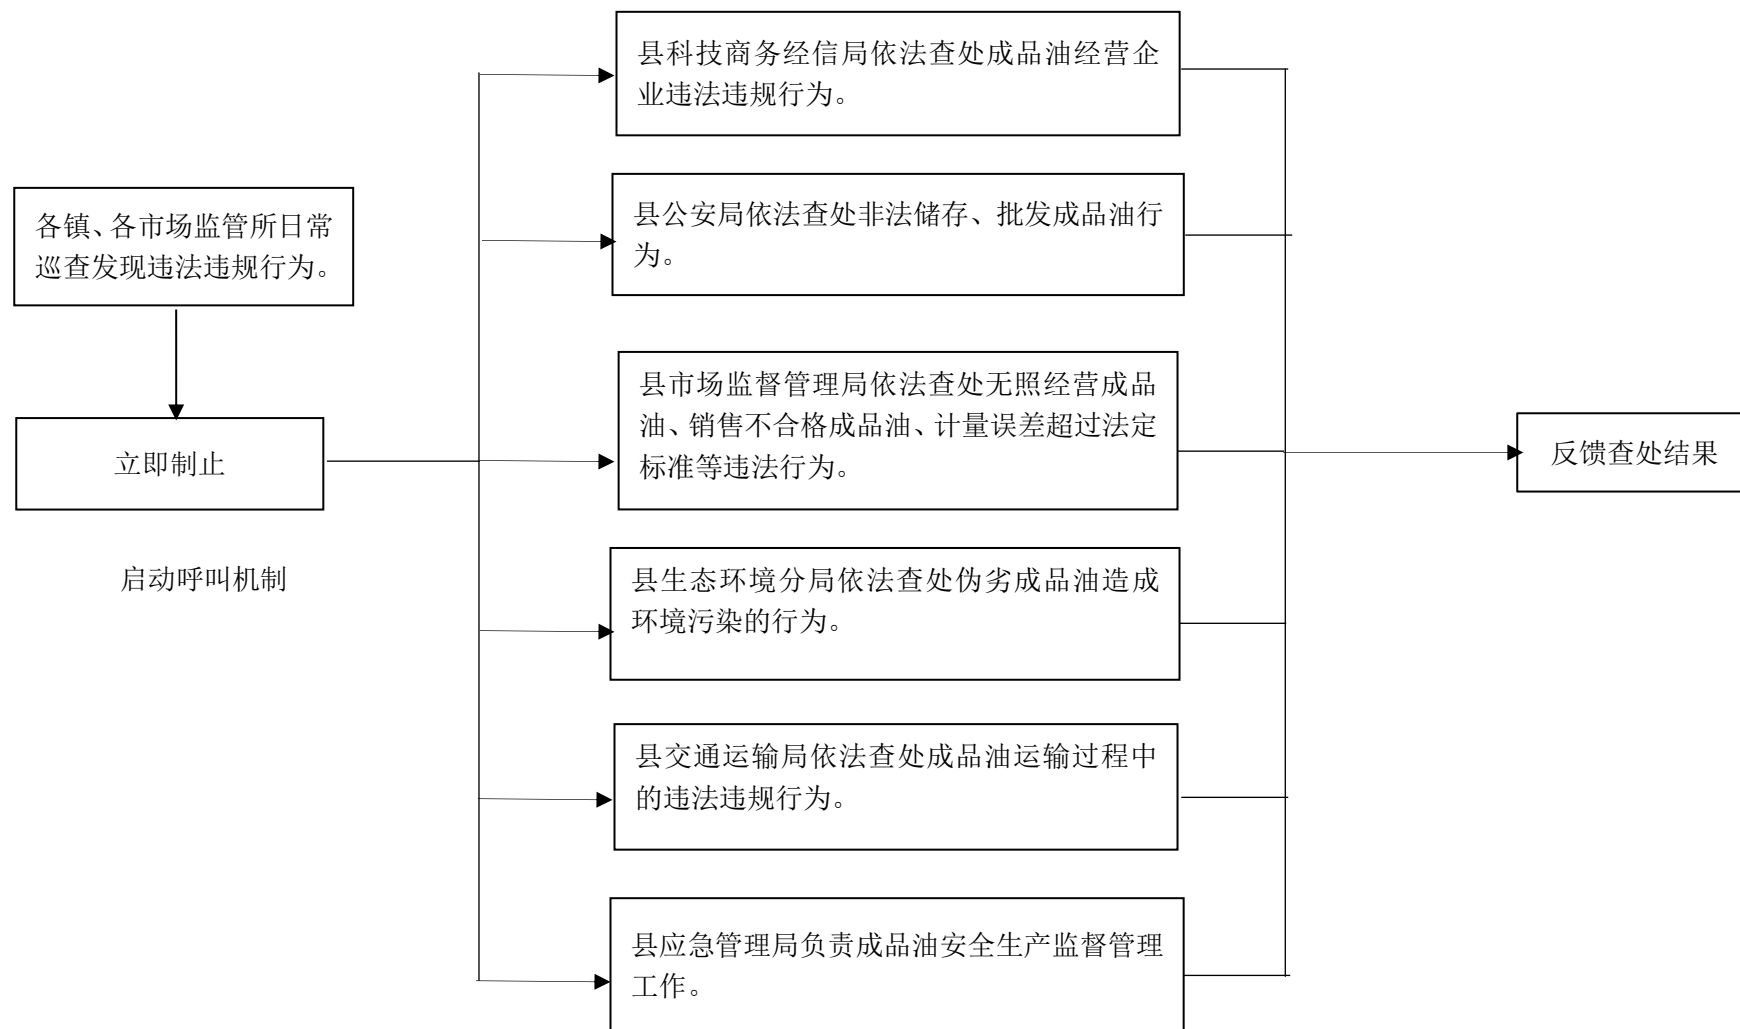 各镇、各市场监管所日常
巡查发现违法违规行为。
立即制止
启动呼叫机制
县科技商务经信局依法查处成品油经营企
业违法违规行为。
县公安局依法查处非法储存、批发成品油行
为。
县市场监督管理局依法查处无照经营成品
油、销售不合格成品油、计量误差超过法定
标准等违法行为。
县生态环境分局依法查处伪劣成品油造成
环境污染的行为。
县交通运输局依法查处成品油运输过程中
的违法违规行为。
县应急管理局负责成品油安全生产监督管理
工作。
反馈查处结果